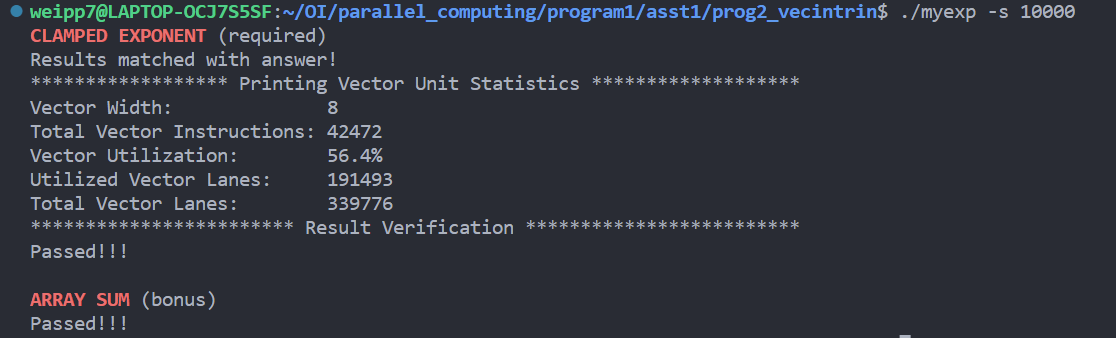 weipp7@LAPTOP-OCJ7S5SF:~/OI/parallel_computing/program1/asst1/prog2_vecintrin$ ./myexp -s 10000
CLAMPED EXPONENT (required)
Results matched with answer!
****************** Printing Vector Unit Statistics *******************
Vector Width:              8
Total Vector Instructions: 42472
Vector Utilization:        56.4%
Utilized Vector Lanes:     191493
Total Vector Lanes:        339776
************************ Result Verification *************************
Passed!!!

ARRAY SUM (bonus)
Passed!!!